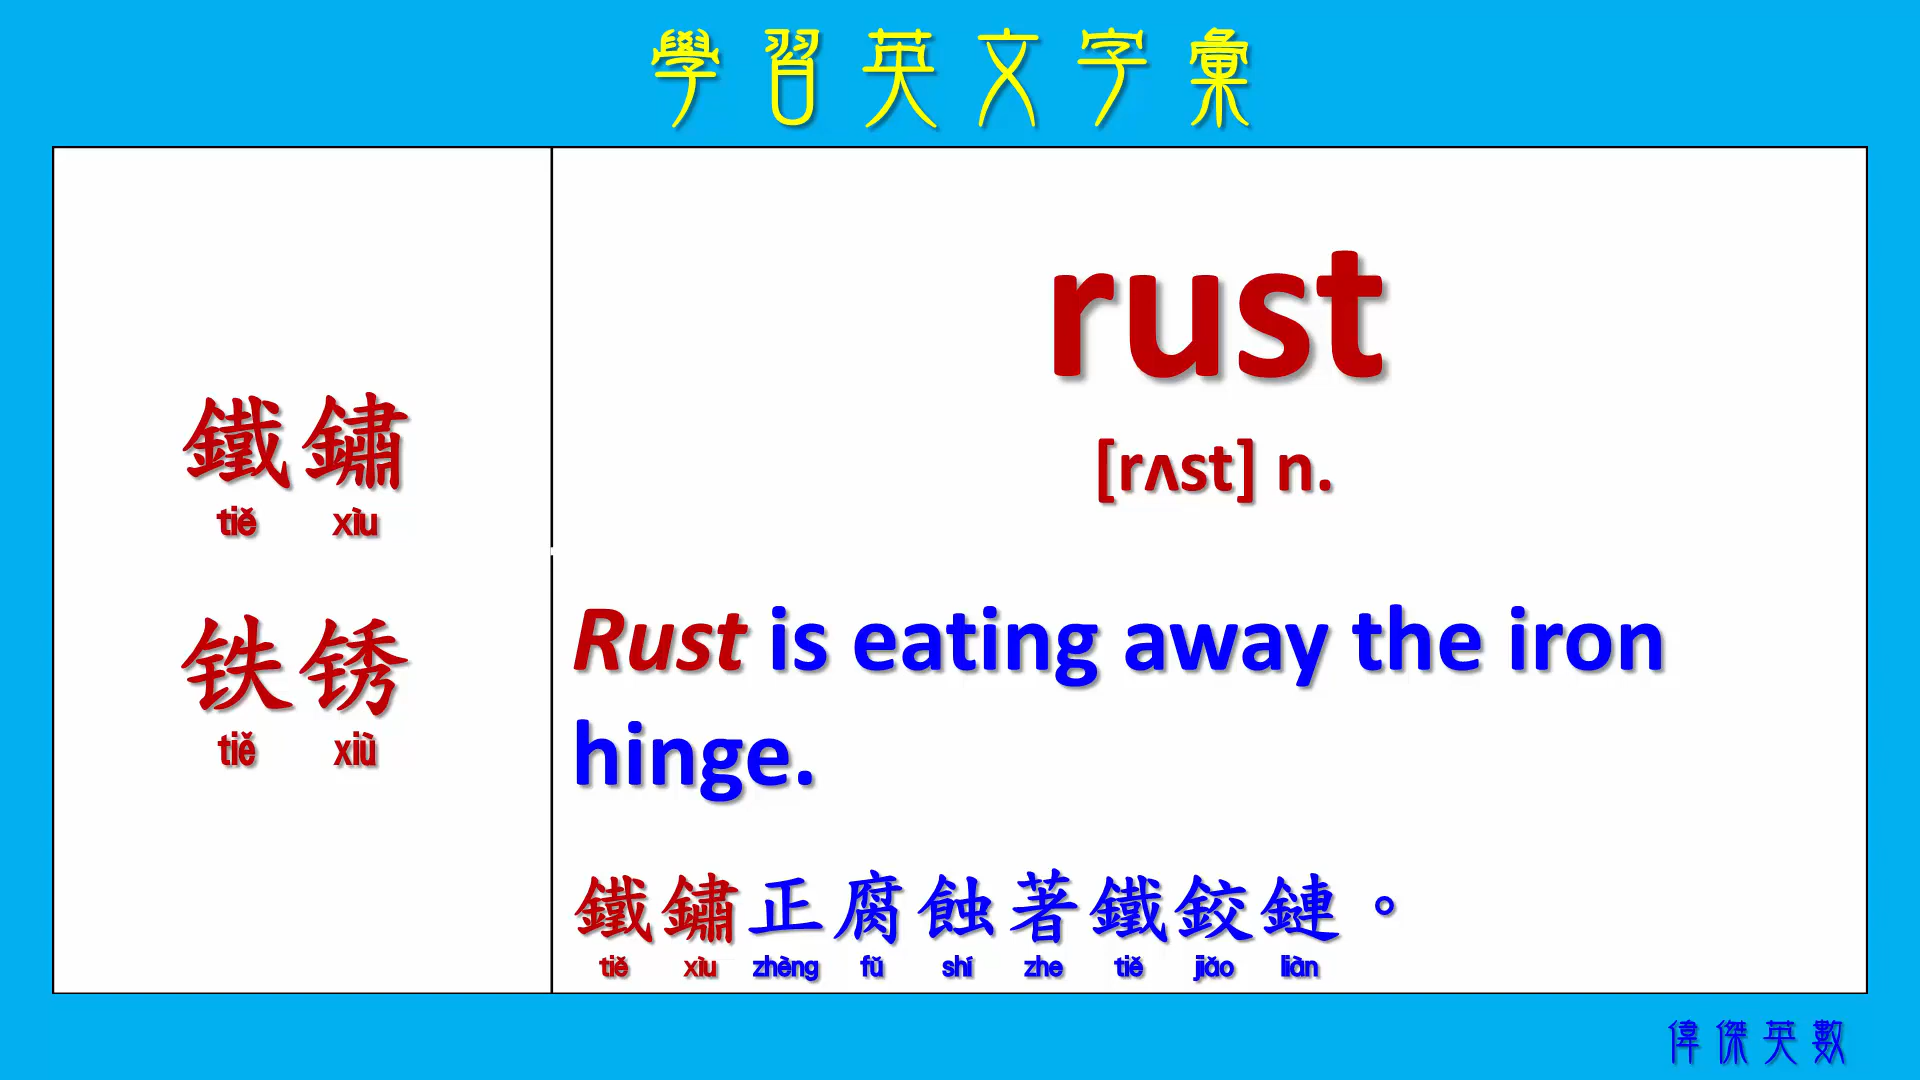 學習英文字彙
鐵鏽
tiě xìu
铁锈
tiě xiù
rust
[rʌst] n.
Rust is eating away the iron
hinge.
鐵鏽正腐蝕著鐵鉸鏈。
tiě xìu zhèng fǔ shí zhe tiě jiǎo liàn
偉傑英數